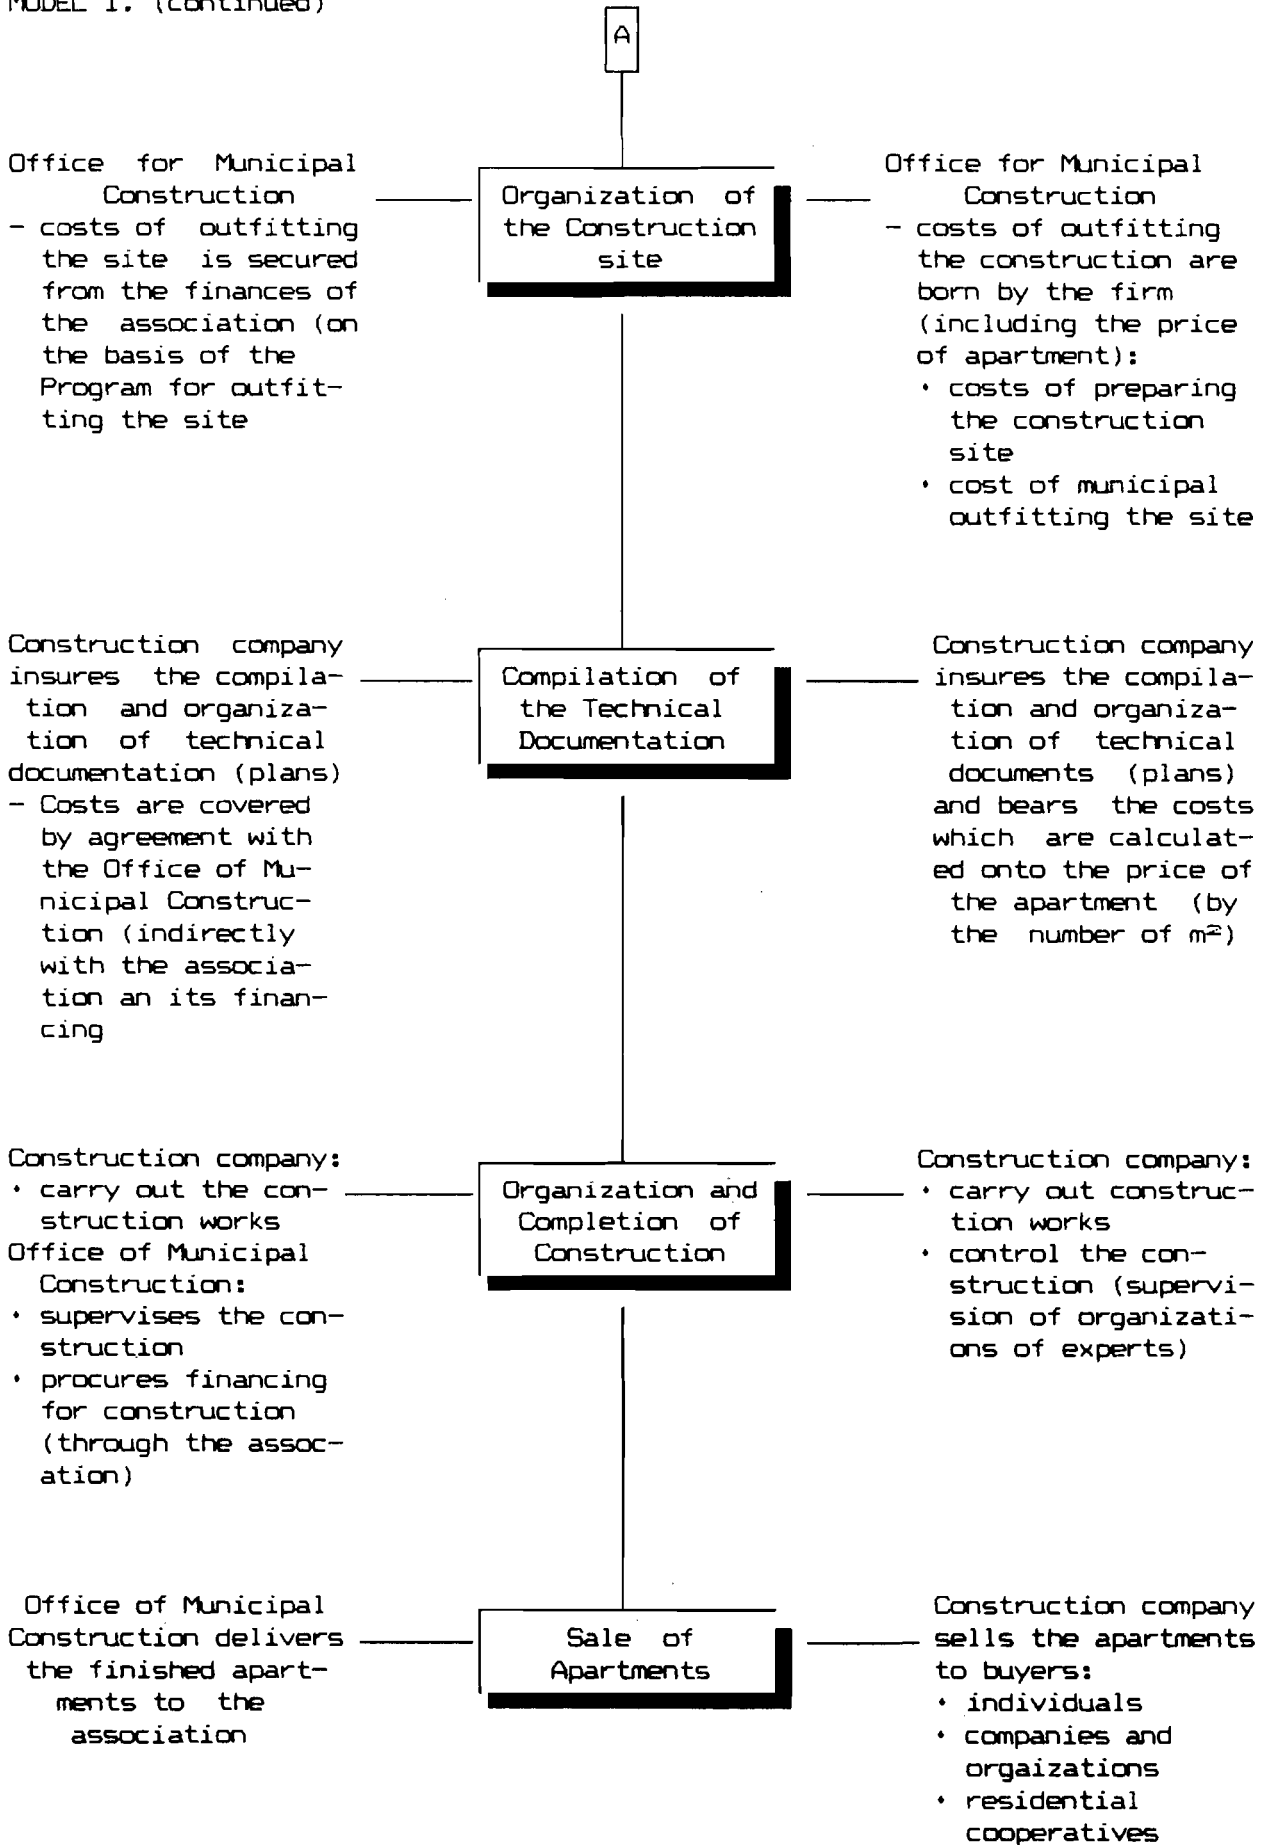 MODEL 1. (continued)
A
Office for Municipal
Construction
- costs of outfitting
the site is secured
from the finances of
the association (on
the basis of the
Program for outfit-
ting the site
Organization of
the Construction
site
Office for Municipal
Construction
- costs of outfitting
the construction are
born by the firm
(including the price
of apartment):
• costs of preparing
the construction
site
• cost of municipal
outfitting the site
Construction company
insures the compila-
tion and organiza-
tion of technical
documentation (plans)
- Costs are covered
by agreement with
the Office of Mu-
nicipal Construc-
tion (indirectly
with the associa-
tion an its finan-
cing
Compilation of
the Technical
Documentation
Construction company
insures the compila-
tion and organiza-
tion of technical
documents (plans)
and bears the costs
which are calculat-
ed onto the price of
the apartment (by
the number of m²)
Construction company:
• carry out the con-
struction works
Office of Municipal
Construction:
• supervises the con-
struction
• procures financing
for construction
(through the assoc-
ation)
Organization and
Completion of
Construction
Construction company:
• carry out construc-
tion works
• control the con-
struction (supervi-
sion of organizati-
ons of experts)
Office of Municipal
Construction delivers
the finished apart-
ments to the
association
Sale of
Apartments
Construction company
sells the apartments
to buyers:
• individuals
• companies and
orgaizations
• residential
cooperatives